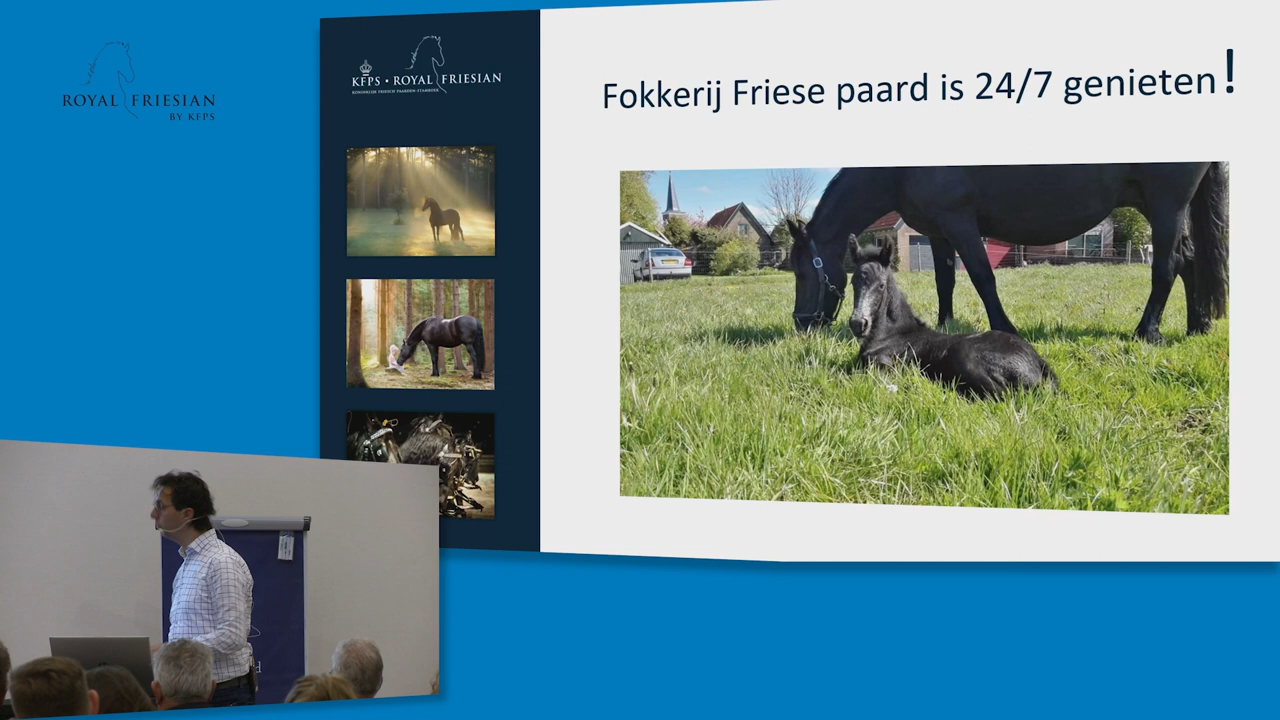 ROYAL FRIESIAN
BY KFPS
KFPS • ROYAL FRIESIAN
KONINKLIJK FRIESCH PAARDEN-STAMBOEK
Fokkerij Friese paard is 24/7 genieten!